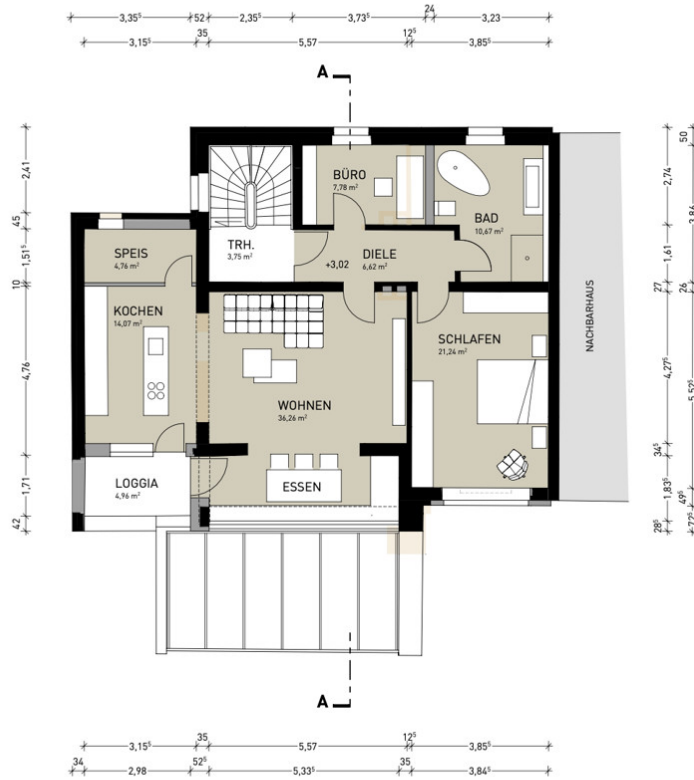 24
3,35⁵ 52 2,35⁵ 3,73⁵ 3,23
35 12⁵
3,15⁵ 5,57 3,85⁵
A
2,41
45
1,51⁵
10
4,76
1,71
42
50
2,74
3,84
1,61
27
26
4,27⁵
5,52⁵
34⁵
1,83⁵
49⁵
28⁵
72⁵
BÜRO
7,78 m²
BAD
10,67 m²
TRH.
3,75 m²
+3,02
DIELE
6,62 m²
SPEIS
4,76 m²
KOCHEN
14,07 m²
SCHLAFEN
21,24 m²
NACHBARHAUS
WOHNEN
36,26 m²
LOGGIA
4,96 m²
ESSEN
A
35 12⁵
3,15⁵ 5,57 3,85⁵
34 52⁵ 35
2,98 5,33⁵ 3,84⁵